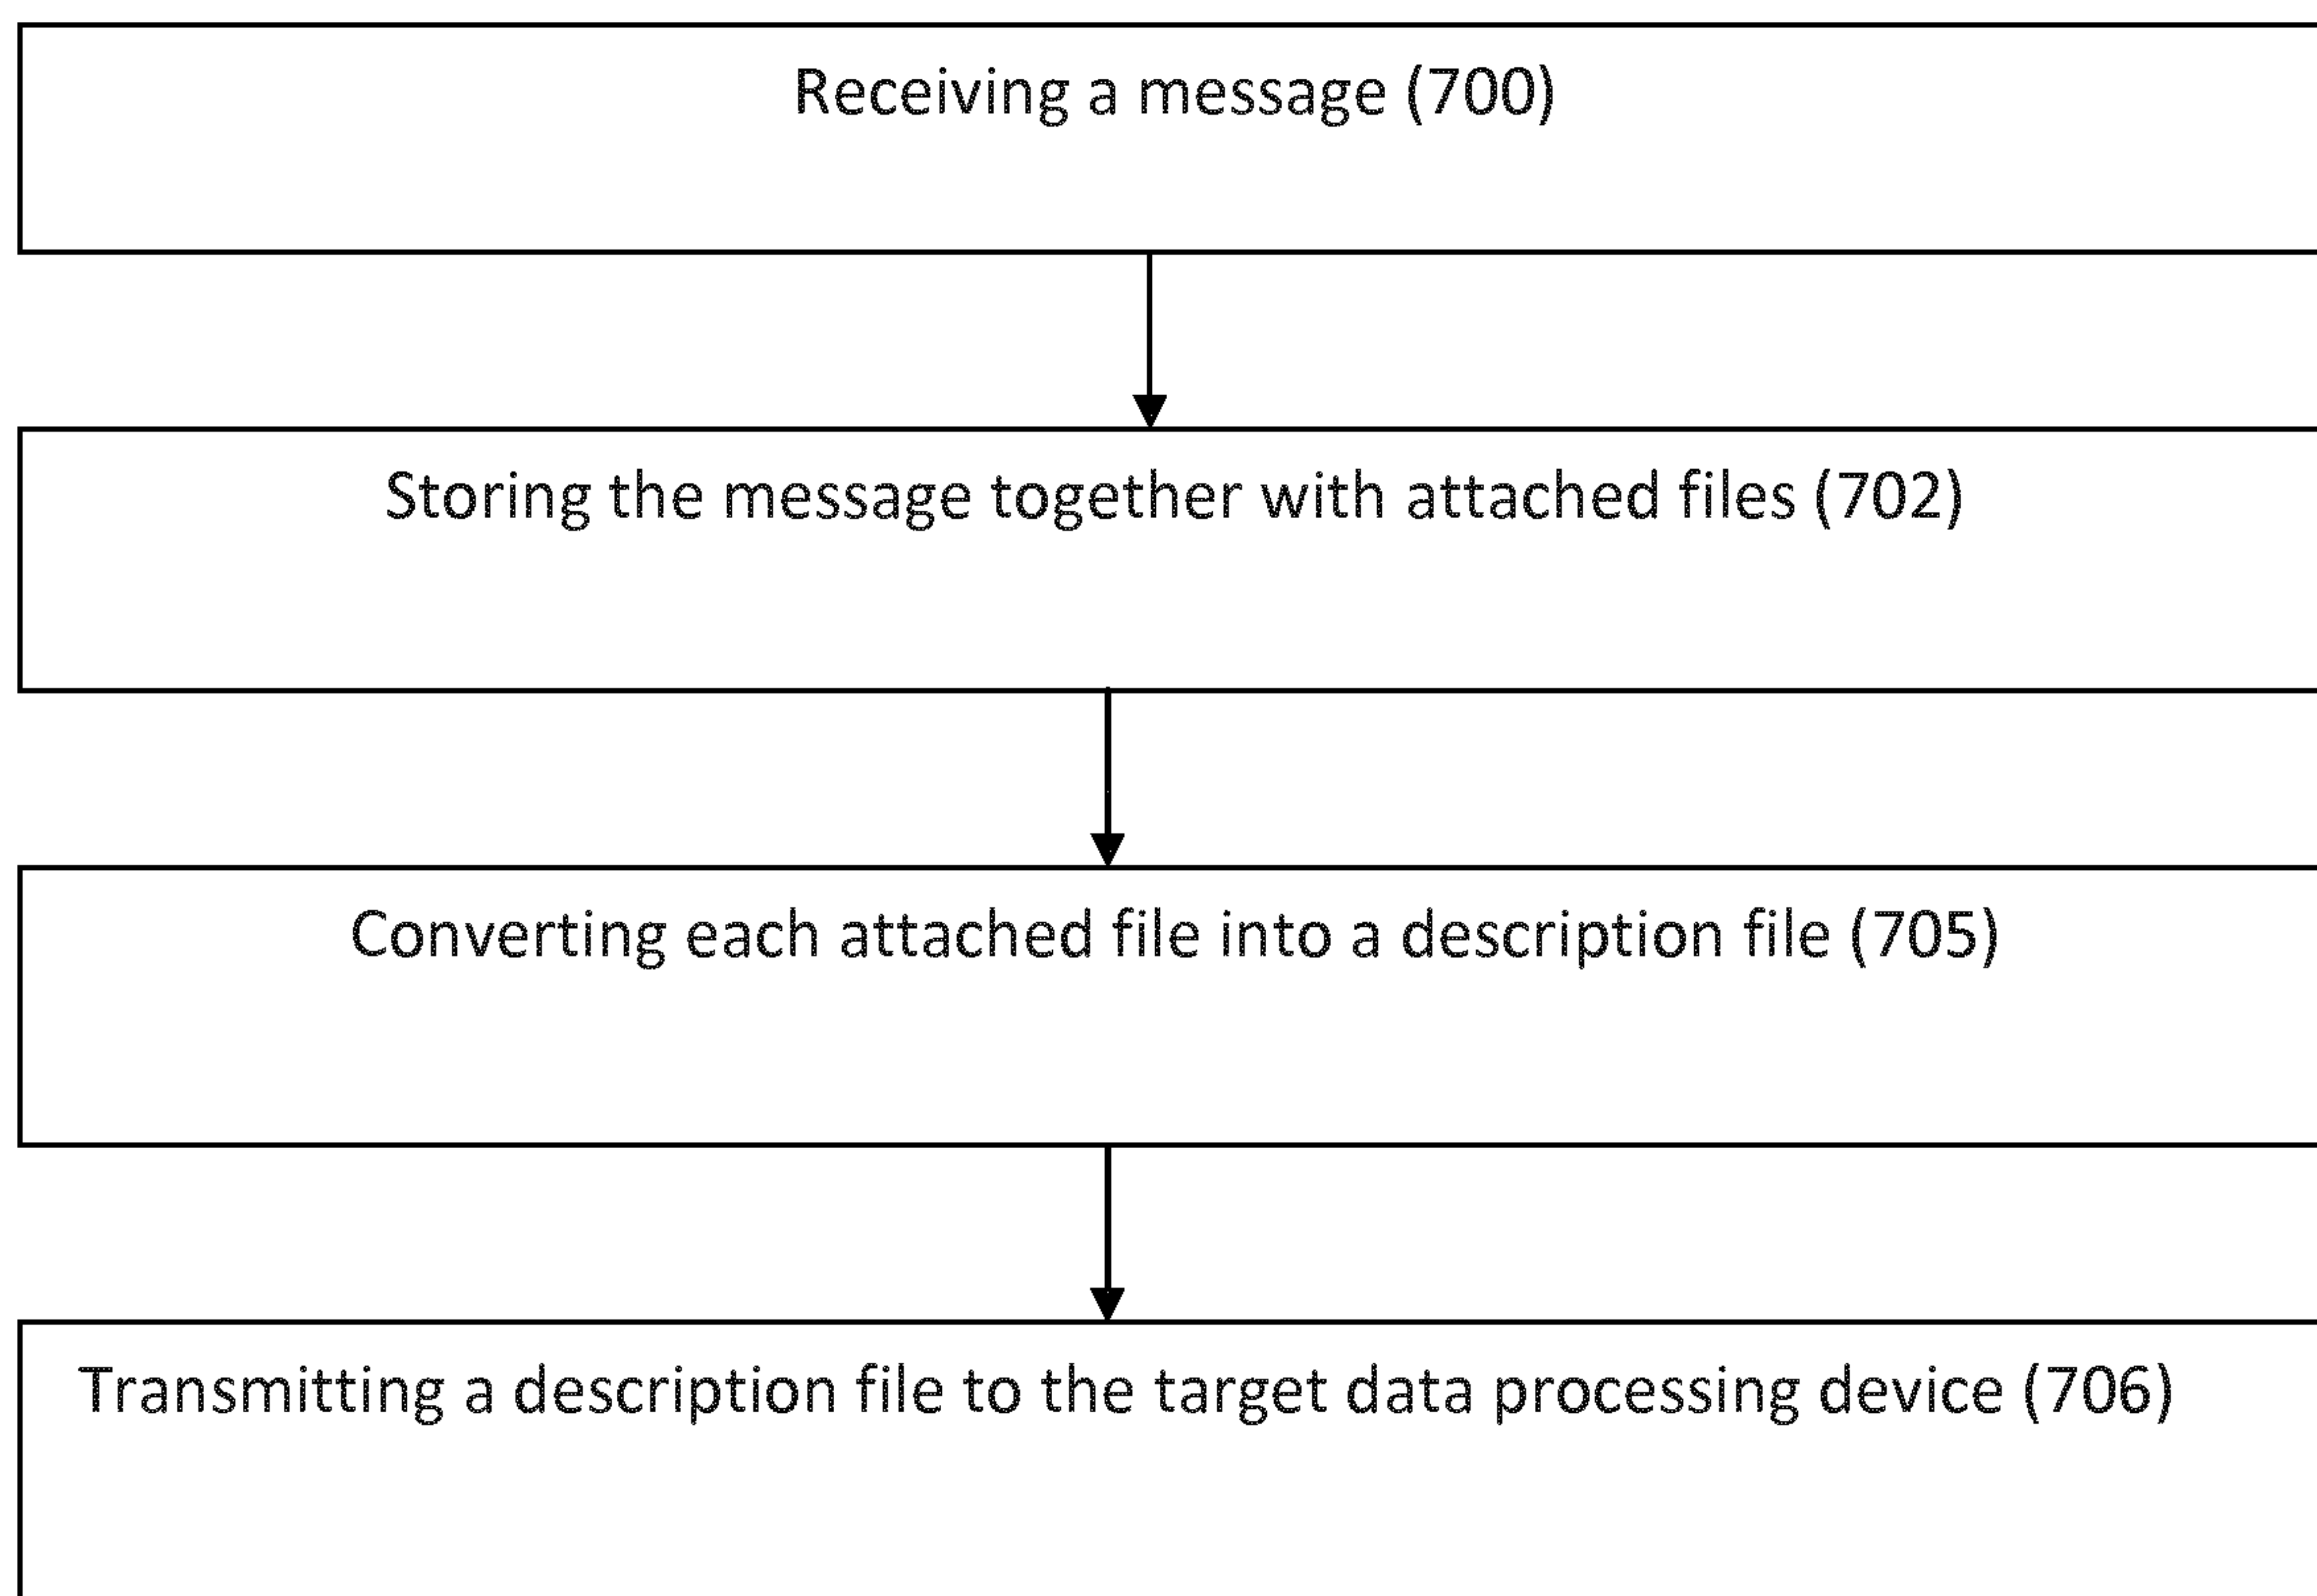 Receiving a message (700)
Storing the message together with attached files (702)
Converting each attached file into a description file (705)
Transmitting a description file to the target data processing device (706)